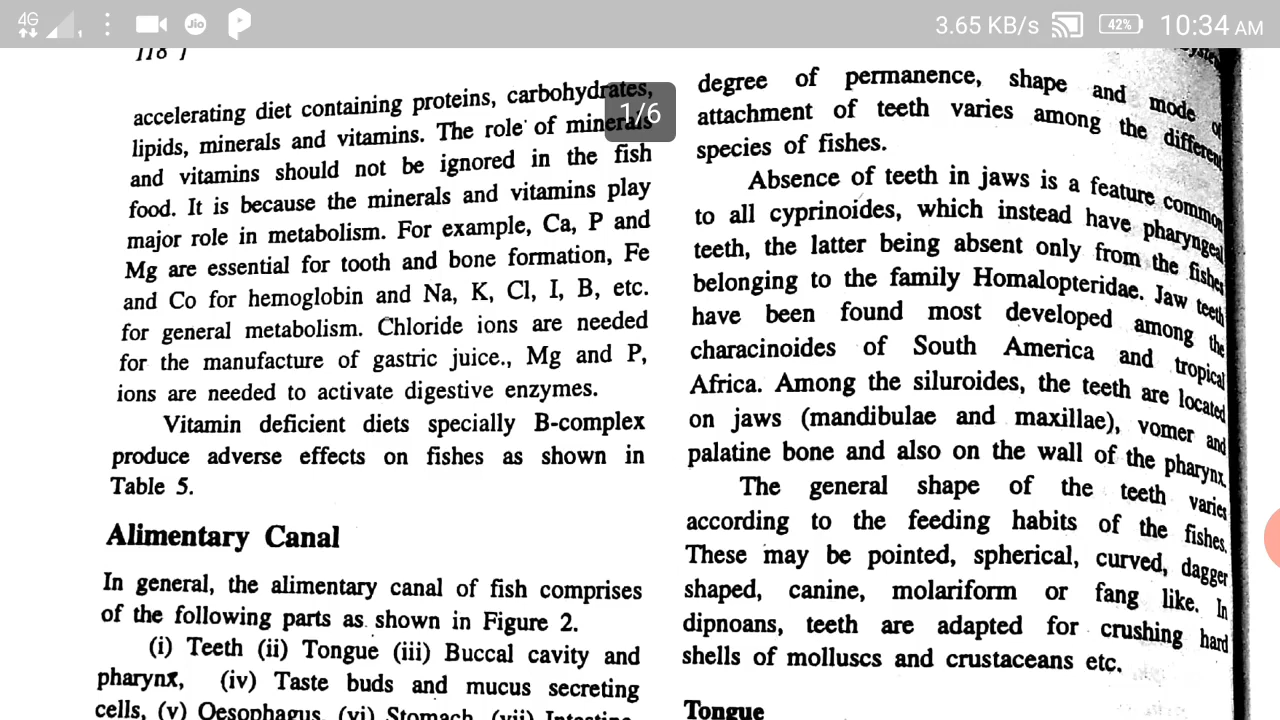 4G
Jio
3.65 KB/s
42%
10:34 AM
1/6
accelerating diet containing proteins, carbohydrates,
lipids, minerals and vitamins. The role of minerals
and vitamins should not be ignored in the fish
food. It is because the minerals and vitamins play
major role in metabolism. For example, Ca, P and
Mg are essential for tooth and bone formation, Fe
and Co for hemoglobin and Na, K, Cl, I, B, etc.
for general metabolism. Chloride ions are needed
for the manufacture of gastric juice., Mg and P,
ions are needed to activate digestive enzymes.
Vitamin deficient diets specially B-complex
produce adverse effects on fishes as shown in
Table 5.
Alimentary Canal
In general, the alimentary canal of fish comprises
of the following parts as shown in Figure 2.
(i) Teeth (ii) Tongue (iii) Buccal cavity and
pharynx, (iv) Taste buds and mucus secreting
cells, (v) Oesophagus, (vi) Stomach, (vii) Intestine,
degree of permanence, shape and mode of
attachment of teeth varies among the different
species of fishes.
Absence of teeth in jaws is a feature common
to all cyprinoides, which instead have pharyngeal
teeth, the latter being absent only from the fishes
belonging to the family Homalopteridae. Jaw teeth
have been found most developed among the
characinoides of South America and tropical
Africa. Among the siluroides, the teeth are located
on jaws (mandibulae and maxillae), vomer and
palatine bone and also on the wall of the pharynx.
The general shape of the teeth varies
according to the feeding habits of the fishes.
These may be pointed, spherical, curved, dagger
shaped, canine, molariform or fang like. In
dipnoans, teeth are adapted for crushing hard
shells of molluscs and crustaceans etc.
Tongue